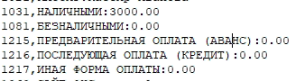 1031,НАЛИЧНЫМИ:3000.00
1081,БЕЗНАЛИЧНЫМИ:0.00
1215,ПРЕДВАРИТЕЛЬНАЯ ОПЛАТА (АВАНС):0.00
1216,ПОСЛЕДУЮЩАЯ ОПЛАТА (КРЕДИТ):0.00
1217,ИНАЯ ФОРМА ОПЛАТЫ:0.00